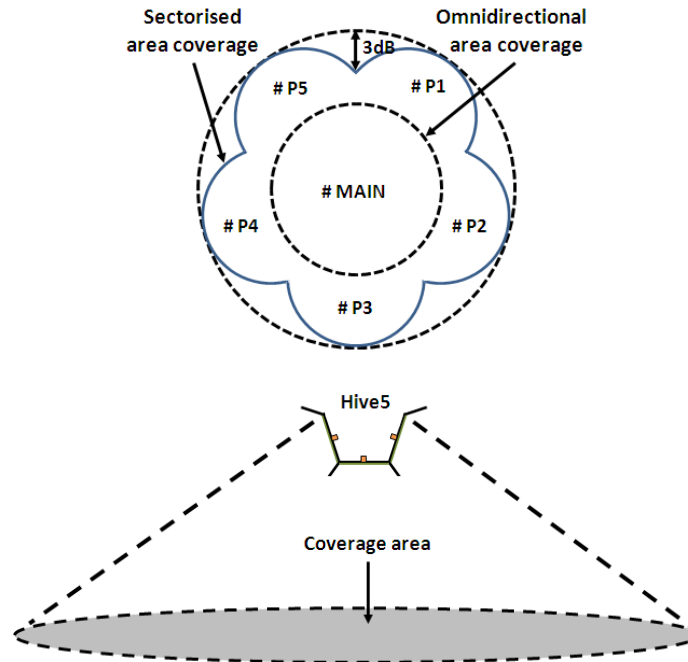 Sectorised
area coverage
Omnidirectional
area coverage
3dB
# P5
# P1
# MAIN
# P4
# P2
# P3
Hive5
Coverage area